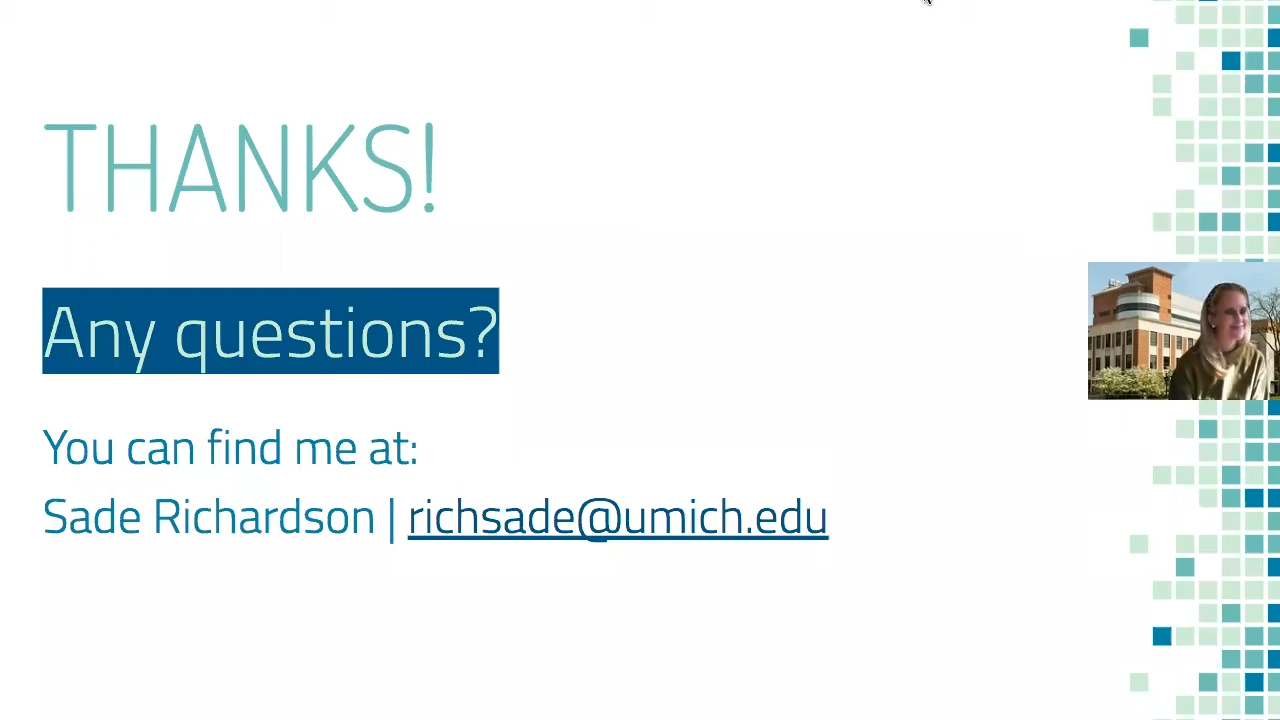 THANKS!
Any questions?
You can find me at:
Sade Richardson | richsade@umich.edu